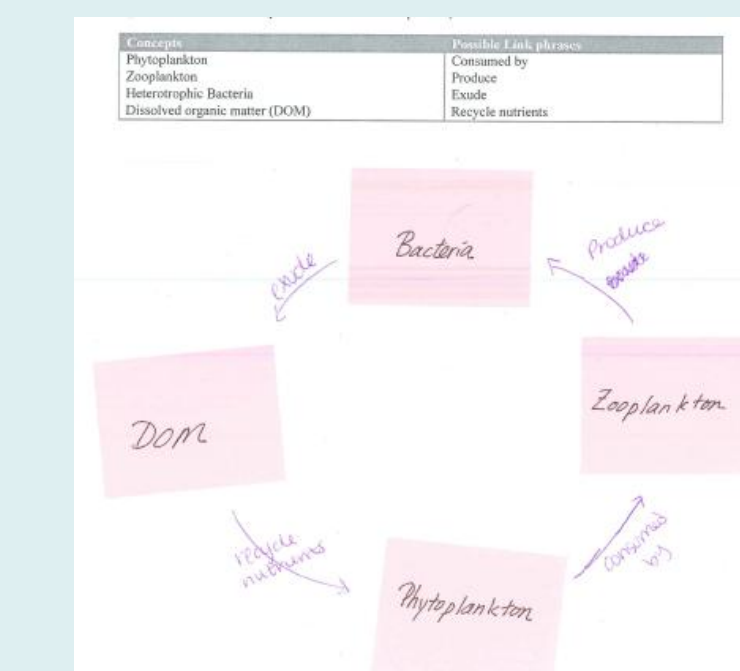 Concepts Possible Link phrases
Phytoplankton Consumed by
Zooplankton Produce
Heterotrophic Bacteria Exude
Dissolved organic matter (DOM) Recycle nutrients
Bacteria
Produce
exude
Zooplankton
DOM
recycle
nutrients
consumed
by
Phytoplankton